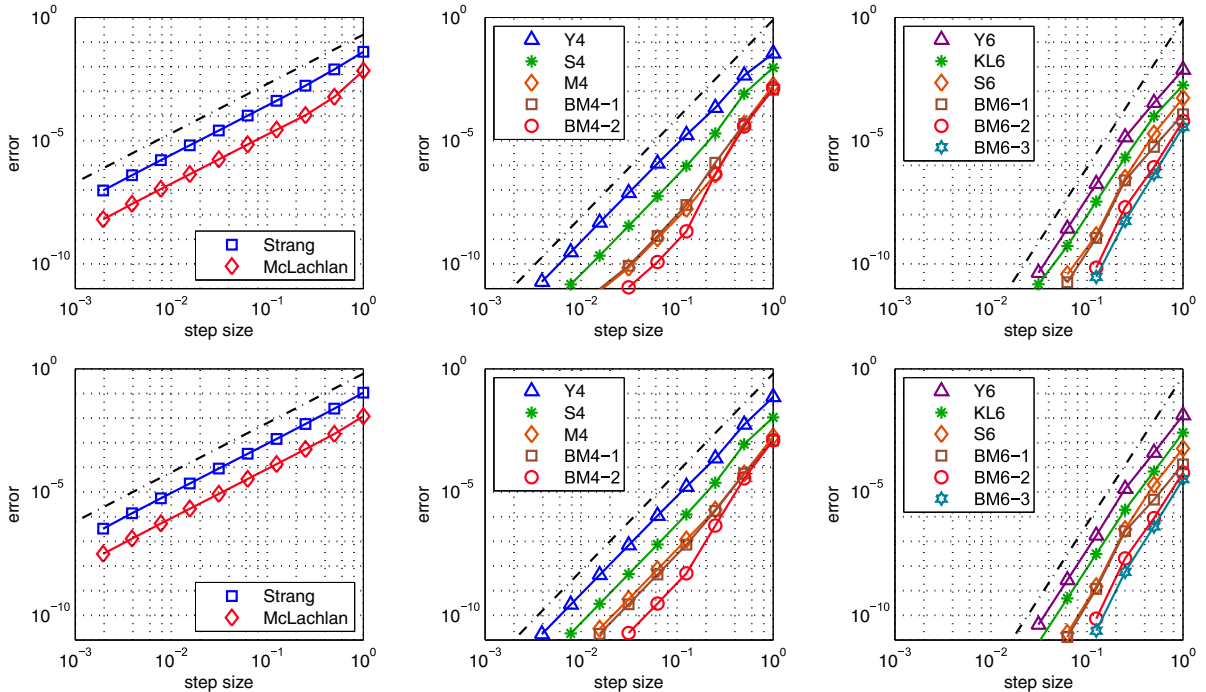 10^0
10^−5
10^−10
error
10^−3
10^−2
10^−1
10^0
step size
Strang
McLachlan
10^0
10^−5
10^−10
error
10^−3
10^−2
10^−1
10^0
step size
Y4
S4
M4
BM4−1
BM4−2
10^0
10^−5
10^−10
error
10^−3
10^−2
10^−1
10^0
step size
Y6
KL6
S6
BM6−1
BM6−2
BM6−3
10^0
10^−5
10^−10
error
10^−3
10^−2
10^−1
10^0
step size
Strang
McLachlan
10^0
10^−5
10^−10
error
10^−3
10^−2
10^−1
10^0
step size
Y4
S4
M4
BM4−1
BM4−2
10^0
10^−5
10^−10
error
10^−3
10^−2
10^−1
10^0
step size
Y6
KL6
S6
BM6−1
BM6−2
BM6−3